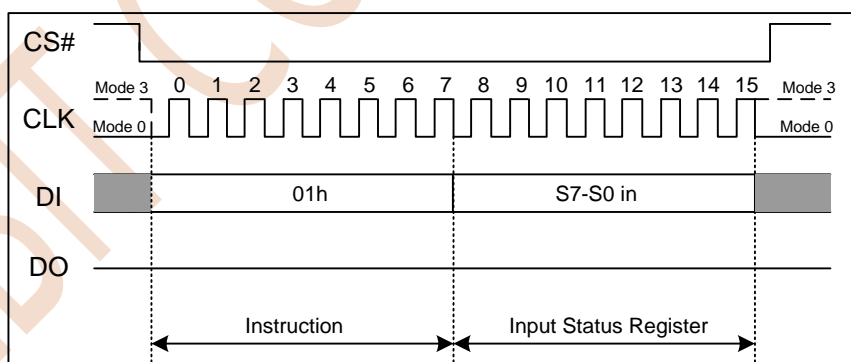 CS#
Mode 3 0 1 2 3 4 5 6 7 8 9 10 11 12 13 14 15 Mode 3
CLK
Mode 0 Mode 0
DI 01h S7-S0 in
DO
Instruction Input Status Register